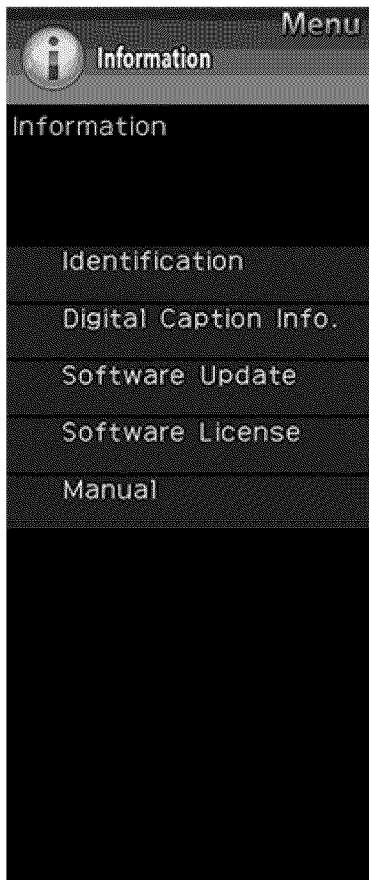 Menu
Information
Information
Identification
Digital Caption Info.
Software Update
Software License
Manual